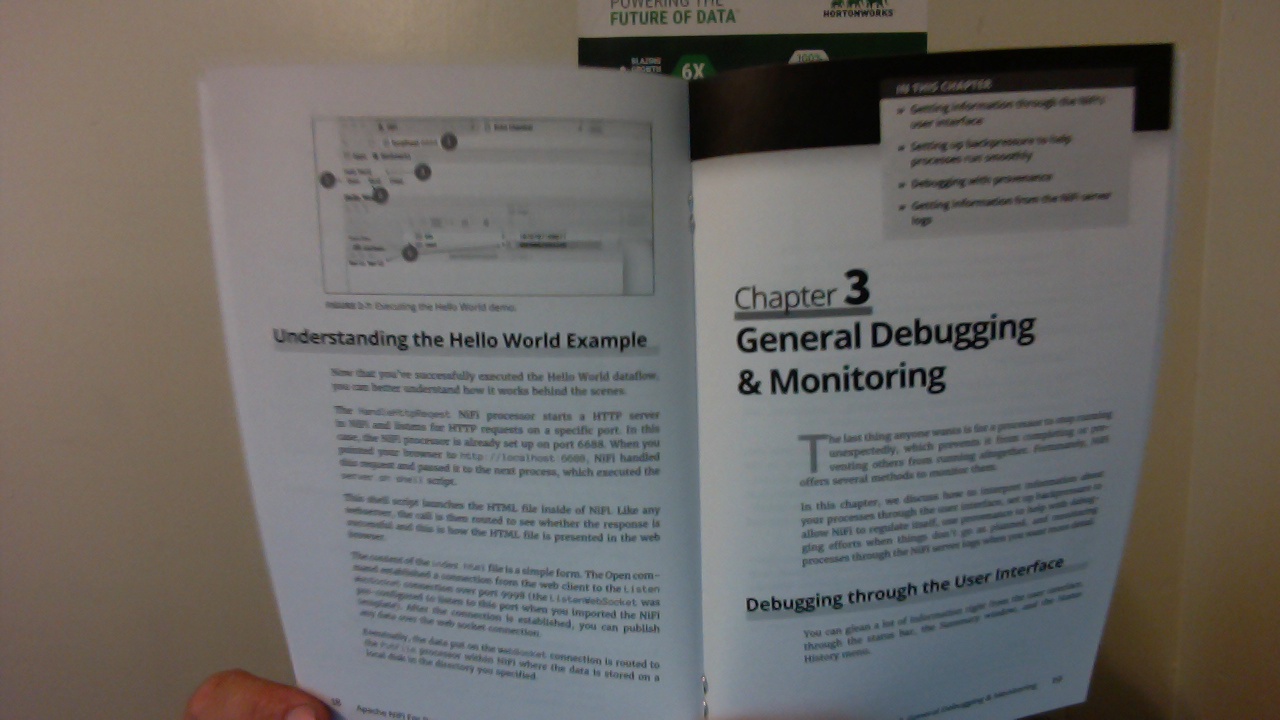 POWERING THE
FUTURE OF DATA
HORTONWORKS
BLAZING
GROWTH
6X
100%
FIGURE 2-7: Executing the Hello World demo.
Understanding the Hello World Example
Now that you've successfully executed the Hello World dataflow,
you can better understand how it works behind the scenes.
The HandleHttpReqest NiFi processor starts a HTTP server
in NiFi and listens for HTTP requests on a specific port. In this
case, the NiFi processor is already set up on port 6688. When you
pointed your browser to http://localhost 6688, NiFi handled
this request and passed it to the next process, which executed the
server or shell script.
This shell script launches the HTML file inside of NiFi. Like any
webserver, the call is then routed to see whether the response is
successful and this is how the HTML file is presented in the web
browser.
The content of the index html file is a simple form. The Open com-
mand established a connection from the web client to the Listen
WebSocket connection over port 9998 (the ListenWebSocket was
pre-configured to listen to this port when you imported the NiFi
template). After the connection is established, you can publish
any data over the web socket connection.
Eventually, the data put on the WebSocket connection is routed to
the PutFile processor within NiFi where the data is stored on a
local disk in the directory you specified.
18 Apache NiFi For
IN THIS CHAPTER
Getting information through the NiFi's
user interface
Setting up backpressure to help
processes run smoothly
Debugging with provenance
Getting information from the NiFi server
logs
Chapter 3
General Debugging
& Monitoring
The last thing anyone wants is for a processor to stop running
unexpectedly, which prevents it from completing or pre-
venting others from running altogether. Fortunately, NiFi
offers several methods to monitor them.
In this chapter, we discuss how to interpret information about
your processes through the user interface, set up backpressure to
allow NiFi to regulate itself, use provenance to help with debug-
ging efforts when things don't go as planned, and monitoring
processes through the NiFi server logs when you want more detail
Debugging through the User Interface
You can glean a lot of information right from the user interface
through the status bar, the Summary window, and the Status
History menu.
General Debugging & Monitoring 19